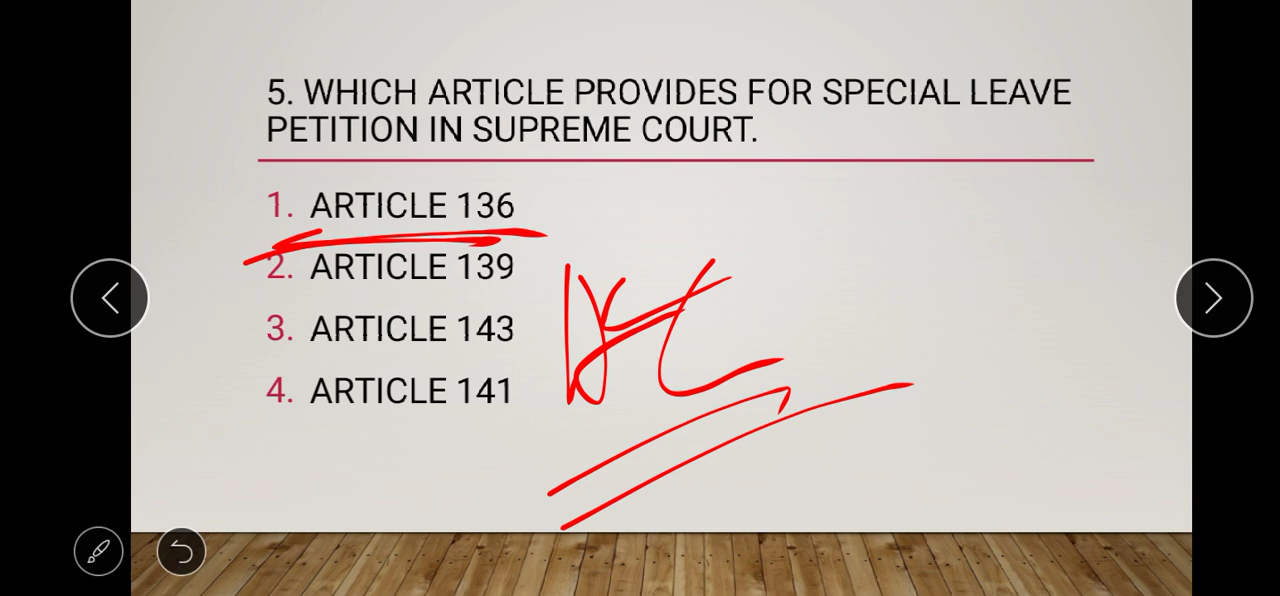 5. WHICH ARTICLE PROVIDES FOR SPECIAL LEAVE
PETITION IN SUPREME COURT.
1. ARTICLE 136
2. ARTICLE 139
3. ARTICLE 143
4. ARTICLE 141